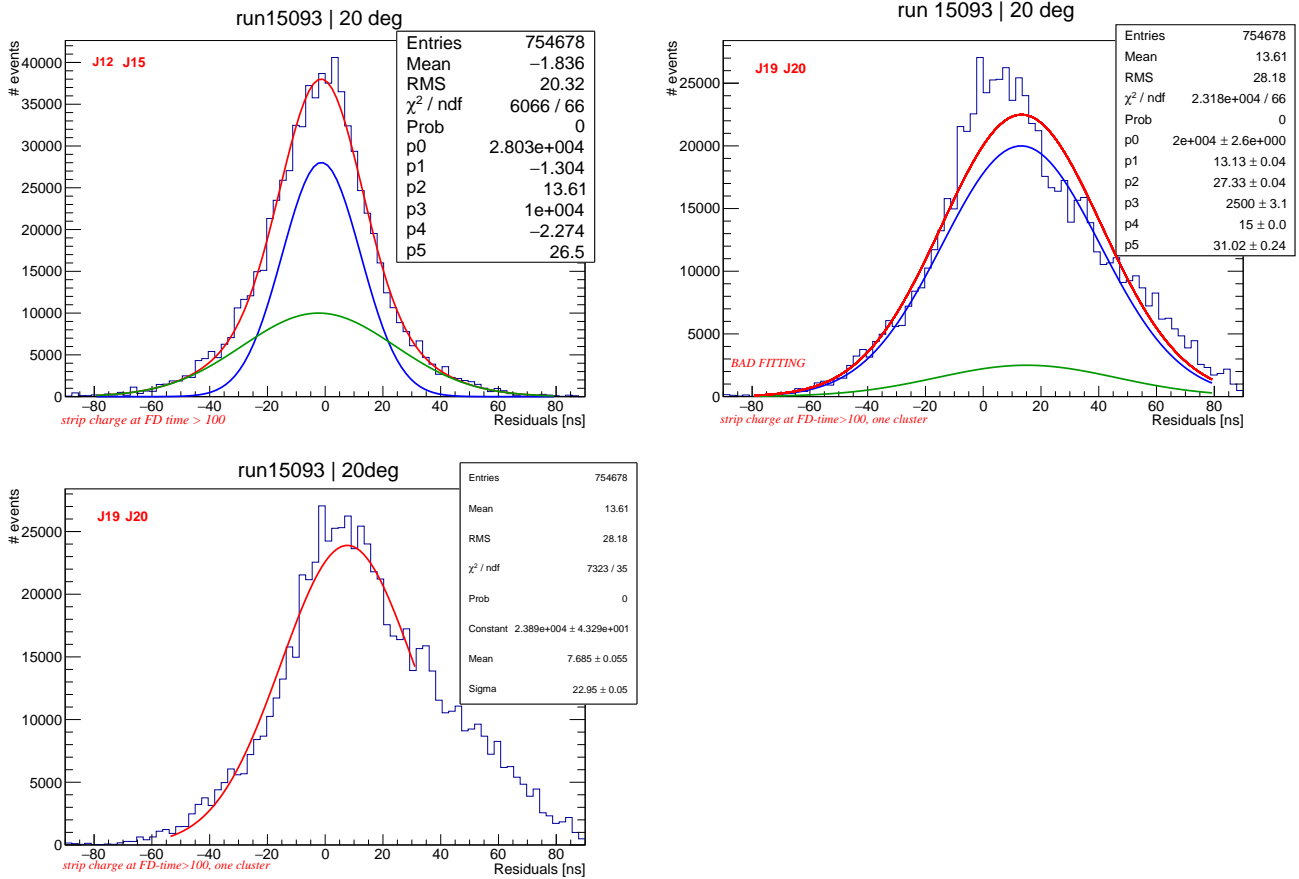 run15093 | 20 deg
J12 J15
Entries 754678
Mean −1.836
RMS 20.32
χ² / ndf 6066 / 66
Prob 0
p0 2.803e+004
p1 −1.304
p2 13.61
p3 1e+004
p4 −2.274
p5 26.5
# events
40000
35000
30000
25000
20000
15000
10000
5000
0
−80 −60 −40 −20 0 20 40 60 80
strip charge at FD time > 100
Residuals [ns]
run 15093 | 20 deg
J19 J20
Entries 754678
Mean 13.61
RMS 28.18
χ² / ndf 2.318e+004 / 66
Prob 0
p0 2e+004 ± 2.6e+000
p1 13.13 ± 0.04
p2 27.33 ± 0.04
p3 2500 ± 3.1
p4 15 ± 0.0
p5 31.02 ± 0.24
# events
25000
20000
15000
10000
5000
0
BAD FITTING
−80 −60 −40 −20 0 20 40 60 80
strip charge at FD-time>100, one cluster
Residuals [ns]
run15093 | 20deg
J19 J20
Entries 754678
Mean 13.61
RMS 28.18
χ² / ndf 7323 / 35
Prob 0
Constant 2.389e+004 ± 4.329e+001
Mean 7.685 ± 0.055
Sigma 22.95 ± 0.05
# events
25000
20000
15000
10000
5000
0
−80 −60 −40 −20 0 20 40 60 80
strip charge at FD-time>100, one cluster
Residuals [ns]